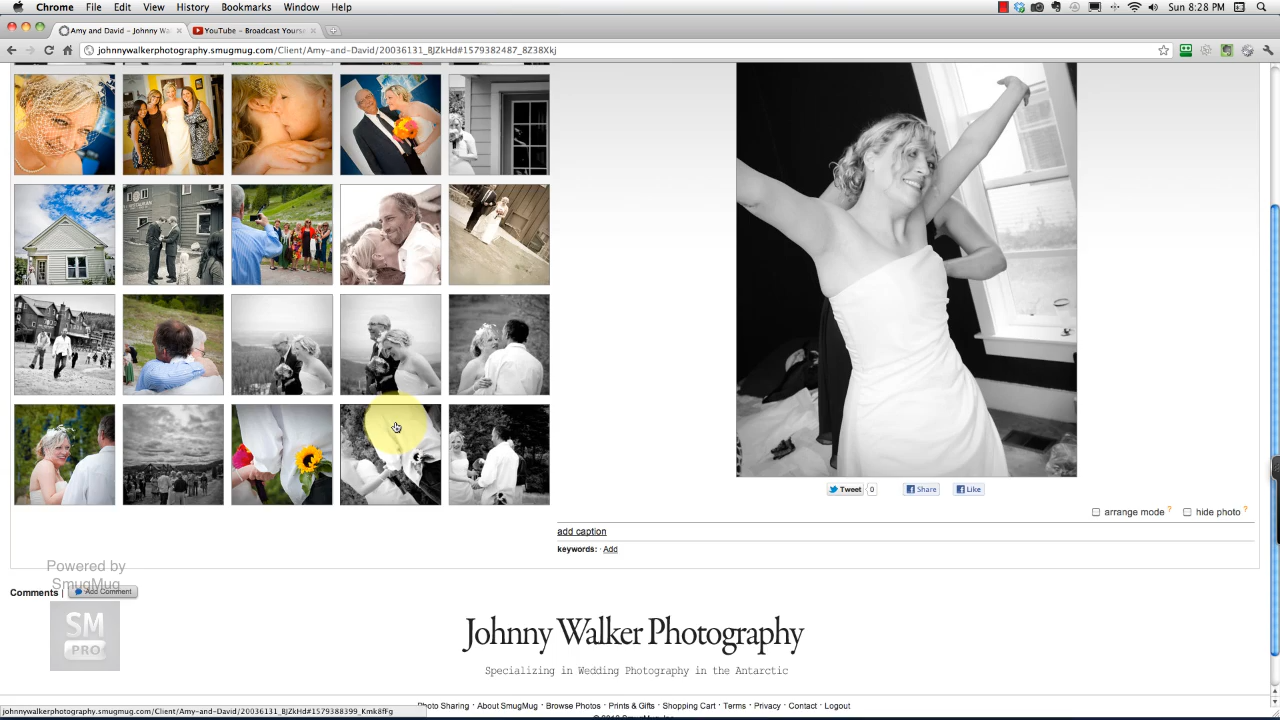 Chrome File Edit View History Bookmarks Window Help Sun 8:28 PM
Amy and David – Johnny Wa YouTube – Broadcast Yourse
johnnywalkerphotography.smugmug.com/Client/Amy-and-David/20036131_BJZkHd#1579382487_8Z38Xkj
Tweet 0 Share Like
arrange mode ? hide photo ?
add caption
keywords: · Add
Powered by
SmugMug
Comments | Add Comment
SM
PRO
Johnny Walker Photography
Specializing in Wedding Photography in the Antarctic
Photo Sharing · About SmugMug · Browse Photos · Prints & Gifts · Shopping Cart · Terms · Privacy · Contact · Logout
johnnywalkerphotography.smugmug.com/Client/Amy-and-David/20036131_BJZkHd#1579388399_Kmk8fFg